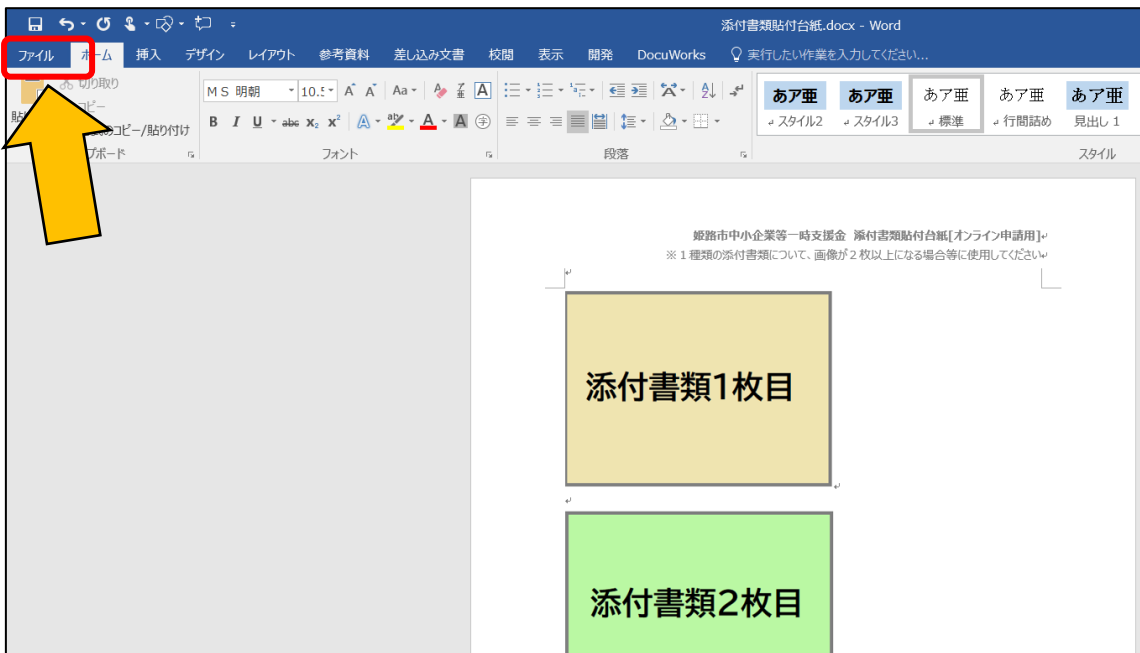 添付書類貼付台紙.docx - Word
ファイル ホーム 挿入 デザイン レイアウト 参考資料 差し込み文書 校閲 表示 開発 DocuWorks 実行したい作業を入力してください...
切り取り
コピー
コピー/貼り付け
ボード
ＭＳ 明朝 10.5 A A Aa A
B I U abc X₂ X² A ab A A 字
フォント
段落
あア亜 あア亜 あア亜 あア亜 あア亜
スタイル2 スタイル3 標準 行間詰め 見出し 1
スタイル
姫路市中小企業等一時支援金 添付書類貼付台紙[オンライン申請用]
※１種類の添付書類について、画像が２枚以上になる場合等に使用してください
添付書類1枚目
添付書類2枚目